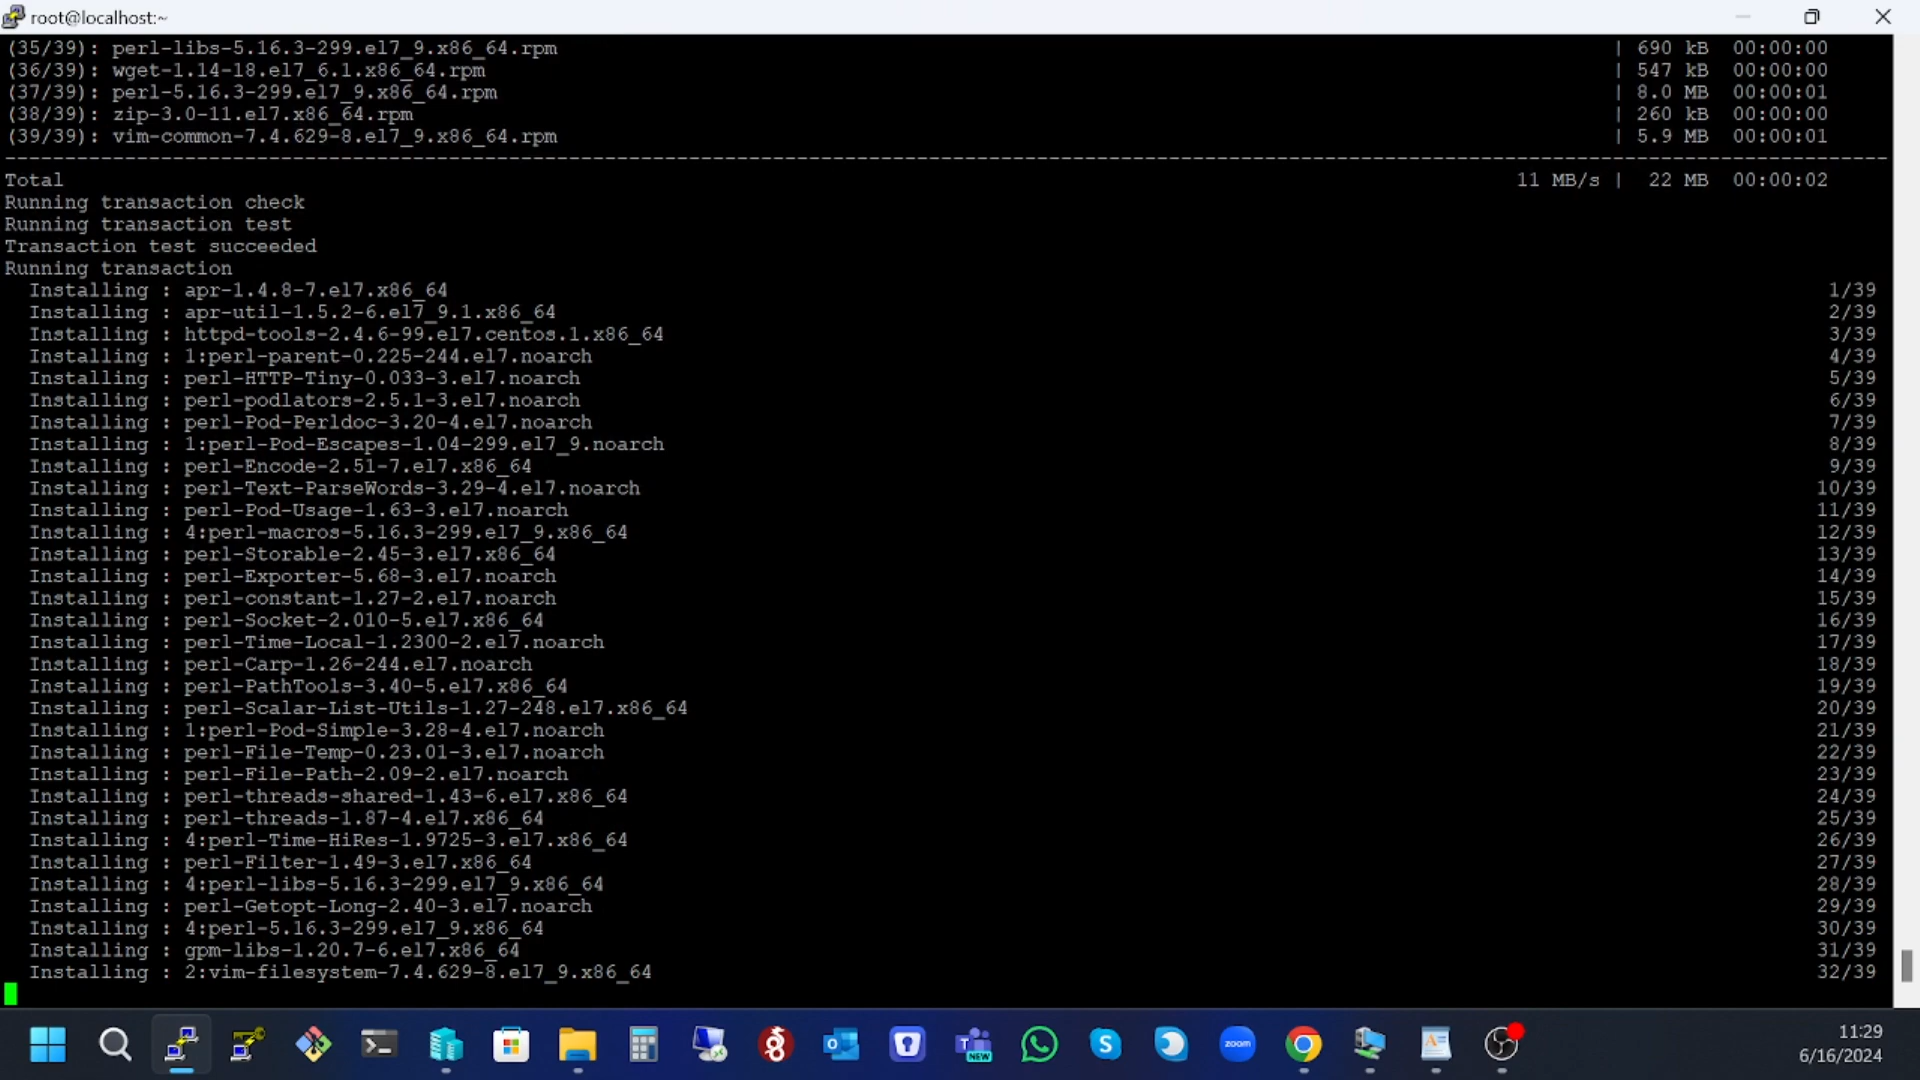 root@localhost:~
(35/39): perl-libs-5.16.3-299.el7_9.x86_64.rpm | 690 kB 00:00:00
(36/39): wget-1.14-18.el7_6.1.x86_64.rpm | 547 kB 00:00:00
(37/39): perl-5.16.3-299.el7_9.x86_64.rpm | 8.0 MB 00:00:01
(38/39): zip-3.0-11.el7.x86_64.rpm | 260 kB 00:00:00
(39/39): vim-common-7.4.629-8.el7_9.x86_64.rpm | 5.9 MB 00:00:01
--------------------------------------------------------------------------------
Total 11 MB/s | 22 MB 00:00:02
Running transaction check
Running transaction test
Transaction test succeeded
Running transaction
Installing : apr-1.4.8-7.el7.x86_64 1/39
Installing : apr-util-1.5.2-6.el7_9.1.x86_64 2/39
Installing : httpd-tools-2.4.6-99.el7.centos.1.x86_64 3/39
Installing : 1:perl-parent-0.225-244.el7.noarch 4/39
Installing : perl-HTTP-Tiny-0.033-3.el7.noarch 5/39
Installing : perl-podlators-2.5.1-3.el7.noarch 6/39
Installing : perl-Pod-Perldoc-3.20-4.el7.noarch 7/39
Installing : 1:perl-Pod-Escapes-1.04-299.el7_9.noarch 8/39
Installing : perl-Encode-2.51-7.el7.x86_64 9/39
Installing : perl-Text-ParseWords-3.29-4.el7.noarch 10/39
Installing : perl-Pod-Usage-1.63-3.el7.noarch 11/39
Installing : 4:perl-macros-5.16.3-299.el7_9.x86_64 12/39
Installing : perl-Storable-2.45-3.el7.x86_64 13/39
Installing : perl-Exporter-5.68-3.el7.noarch 14/39
Installing : perl-constant-1.27-2.el7.noarch 15/39
Installing : perl-Socket-2.010-5.el7.x86_64 16/39
Installing : perl-Time-Local-1.2300-2.el7.noarch 17/39
Installing : perl-Carp-1.26-244.el7.noarch 18/39
Installing : perl-PathTools-3.40-5.el7.x86_64 19/39
Installing : perl-Scalar-List-Utils-1.27-248.el7.x86_64 20/39
Installing : 1:perl-Pod-Simple-3.28-4.el7.noarch 21/39
Installing : perl-File-Temp-0.23.01-3.el7.noarch 22/39
Installing : perl-File-Path-2.09-2.el7.noarch 23/39
Installing : perl-threads-shared-1.43-6.el7.x86_64 24/39
Installing : perl-threads-1.87-4.el7.x86_64 25/39
Installing : 4:perl-Time-HiRes-1.9725-3.el7.x86_64 26/39
Installing : perl-Filter-1.49-3.el7.x86_64 27/39
Installing : 4:perl-libs-5.16.3-299.el7_9.x86_64 28/39
Installing : perl-Getopt-Long-2.40-3.el7.noarch 29/39
Installing : 4:perl-5.16.3-299.el7_9.x86_64 30/39
Installing : gpm-libs-1.20.7-6.el7.x86_64 31/39
Installing : 2:vim-filesystem-7.4.629-8.el7_9.x86_64 32/39
NEW
zoom
11:29
6/16/2024